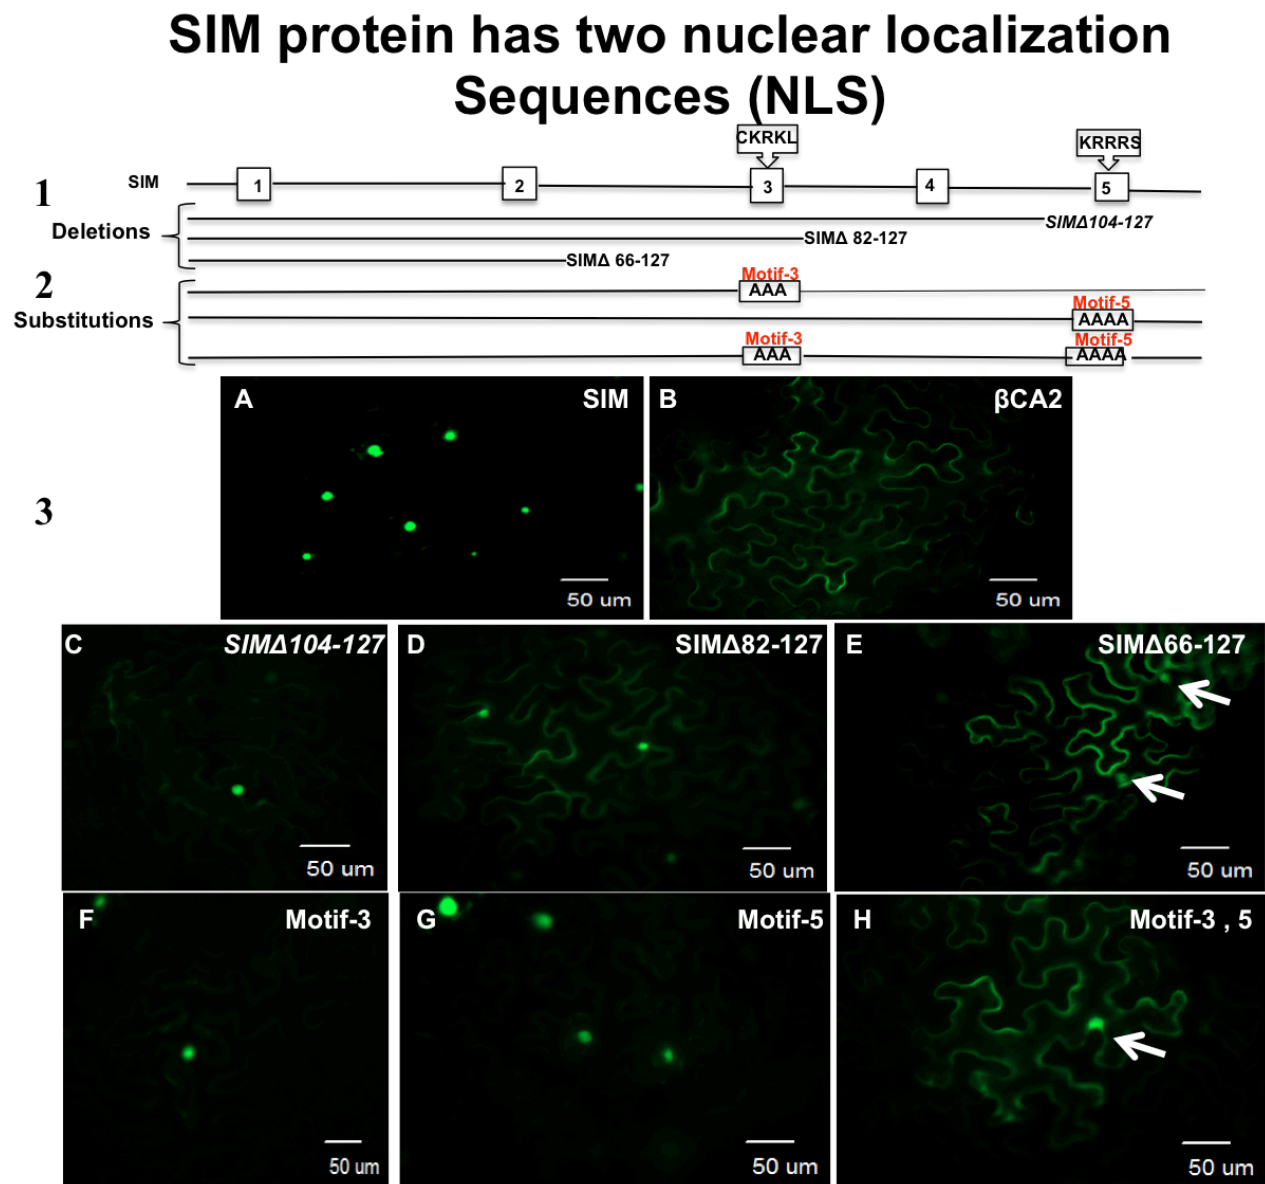 SIM protein has two nuclear localization
Sequences (NLS)
CKRKL
KRRRS
1
SIM
1
2
3
4
5
Deletions
SIMΔ104-127
SIMΔ 82-127
SIMΔ 66-127
2
Substitutions
Motif-3
AAA
Motif-5
AAAA
Motif-3
AAA
Motif-5
AAAA
3
A SIM
50 um
B βCA2
50 um
C SIMΔ104-127
50 um
D SIMΔ82-127
50 um
E SIMΔ66-127
50 um
F Motif-3
50 um
G Motif-5
50 um
H Motif-3 , 5
50 um